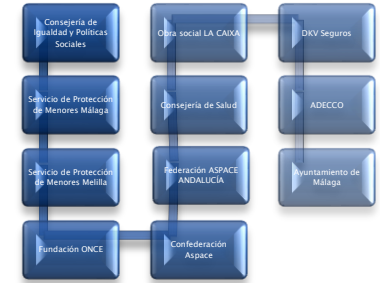 Consejería de
Igualdad y Políticas
Sociales
Servicio de Protección
de Menores Málaga
Servicio de Protección
de Menores Melilla
Fundación ONCE
Confederación
Aspace
Federación ASPACE
ANDALUCÍA
Consejería de Salud
Obra social LA CAIXA
DKV Seguros
ADECCO
Ayuntamiento de
Málaga